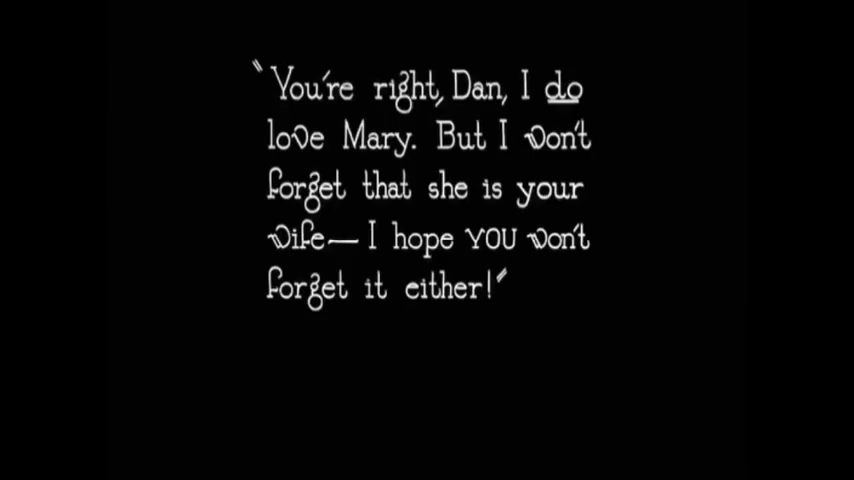 "You're right, Dan, I do
love Mary. But I won't
forget that she is your
wife— I hope YOU won't
forget it either!"